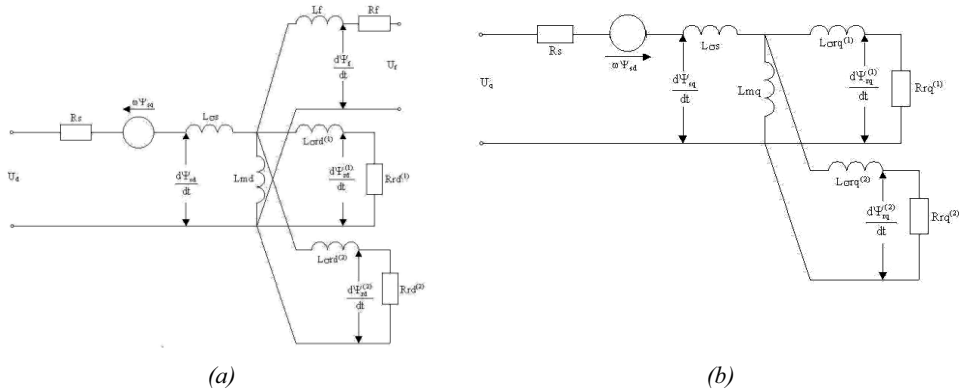 Lf
Rf
dΨf
dt
Uf
ωΨsq
Rs
Lσs
Lσrd(1)
Ud
dΨsd
dt
Lmd
dΨrd(1)
dt
Rrd(1)
Lσrd(2)
dΨrd(2)
dt
Rrd(2)
(a)
Rs
ωΨsd
Lσs
Lσrq(1)
Uq
dΨsq
dt
Lmq
dΨrq(1)
dt
Rrq(1)
Lσrq(2)
dΨrq(2)
dt
Rrq(2)
(b)